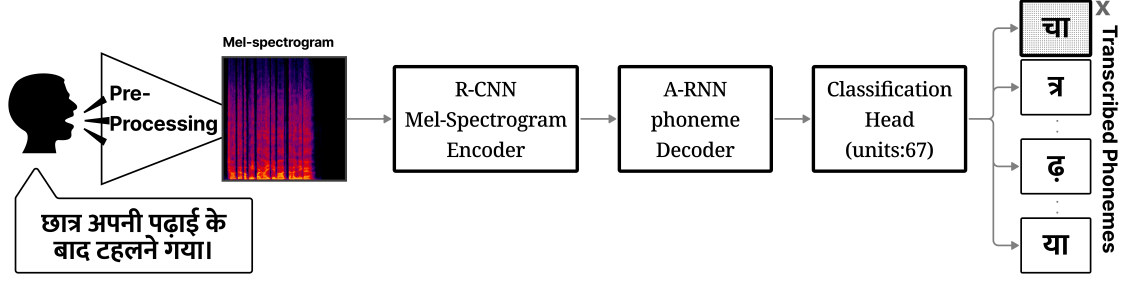 Mel-spectrogram
Pre-
Processing
छात्र अपनी पढ़ाई के
बाद टहलने गया।
R-CNN
Mel-Spectrogram
Encoder
A-RNN
phoneme
Decoder
Classification
Head
(units:67)
चा
त्र
ढ़
या
x
Transcribed Phonemes